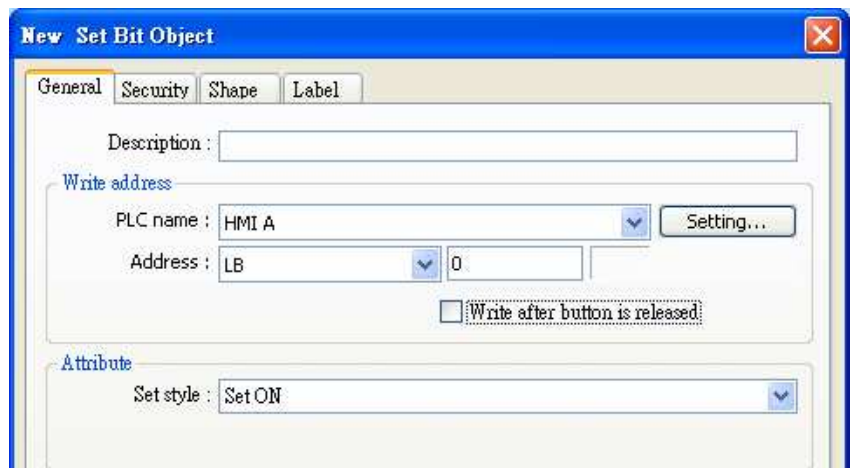 New Set Bit Object
General Security Shape Label
Description :
Write address
PLC name : HMI A Setting...
Address : LB 0
Write after button is released
Attribute
Set style : Set ON